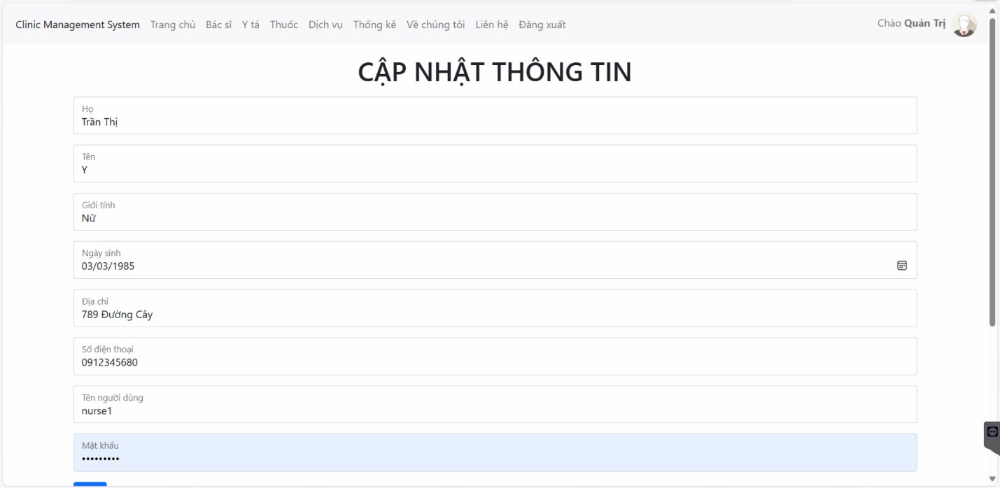 Clinic Management System Trang chủ Bác sĩ Y tá Thuốc Dịch vụ Thống kê Về chúng tôi Liên hệ Đăng xuất Chào Quản Trị
CẬP NHẬT THÔNG TIN
Họ
Trần Thị
Tên
Y
Giới tính
Nữ
Ngày sinh
03/03/1985
Địa chỉ
789 Đường Cây
Số điện thoại
0912345680
Tên người dùng
nurse1
Mật khẩu
•••••••••